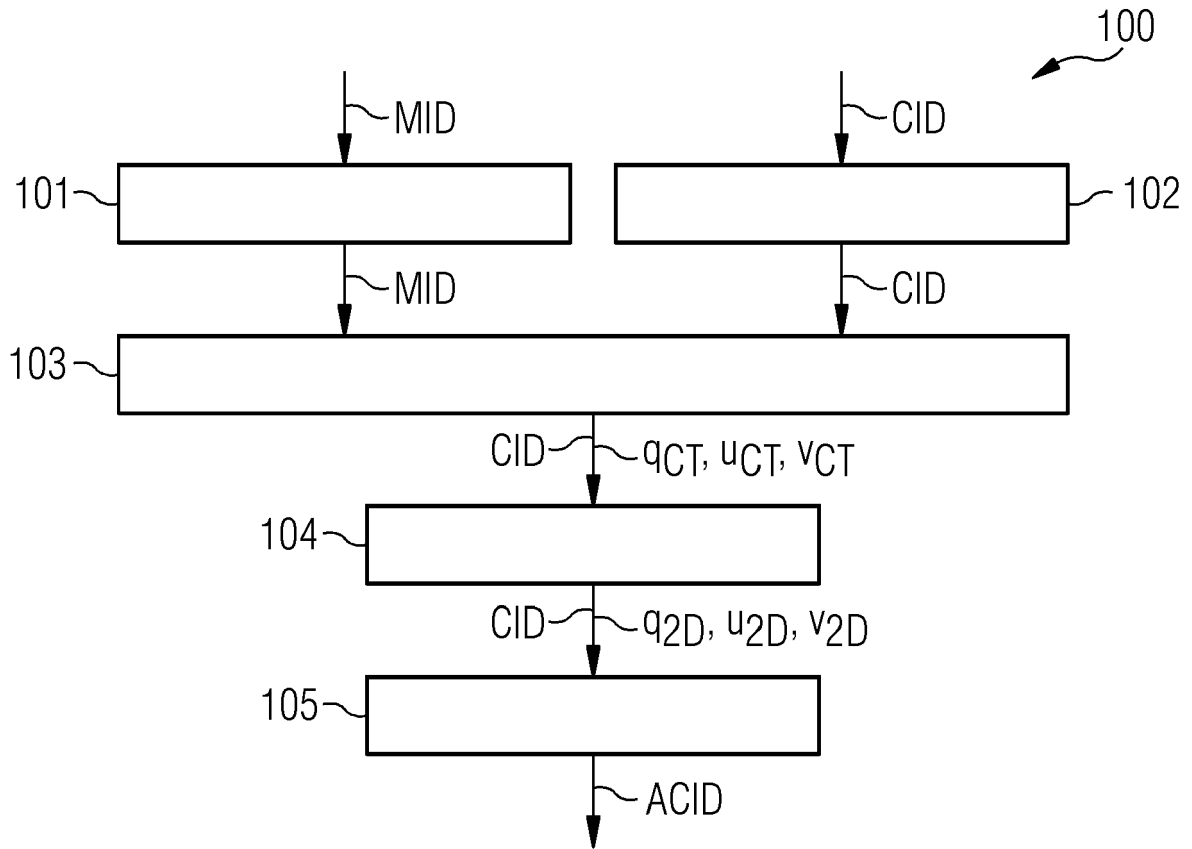 100
MID
CID
101
102
MID
CID
103
CID
qCT, uCT, vCT
104
CID
q2D, u2D, v2D
105
ACID